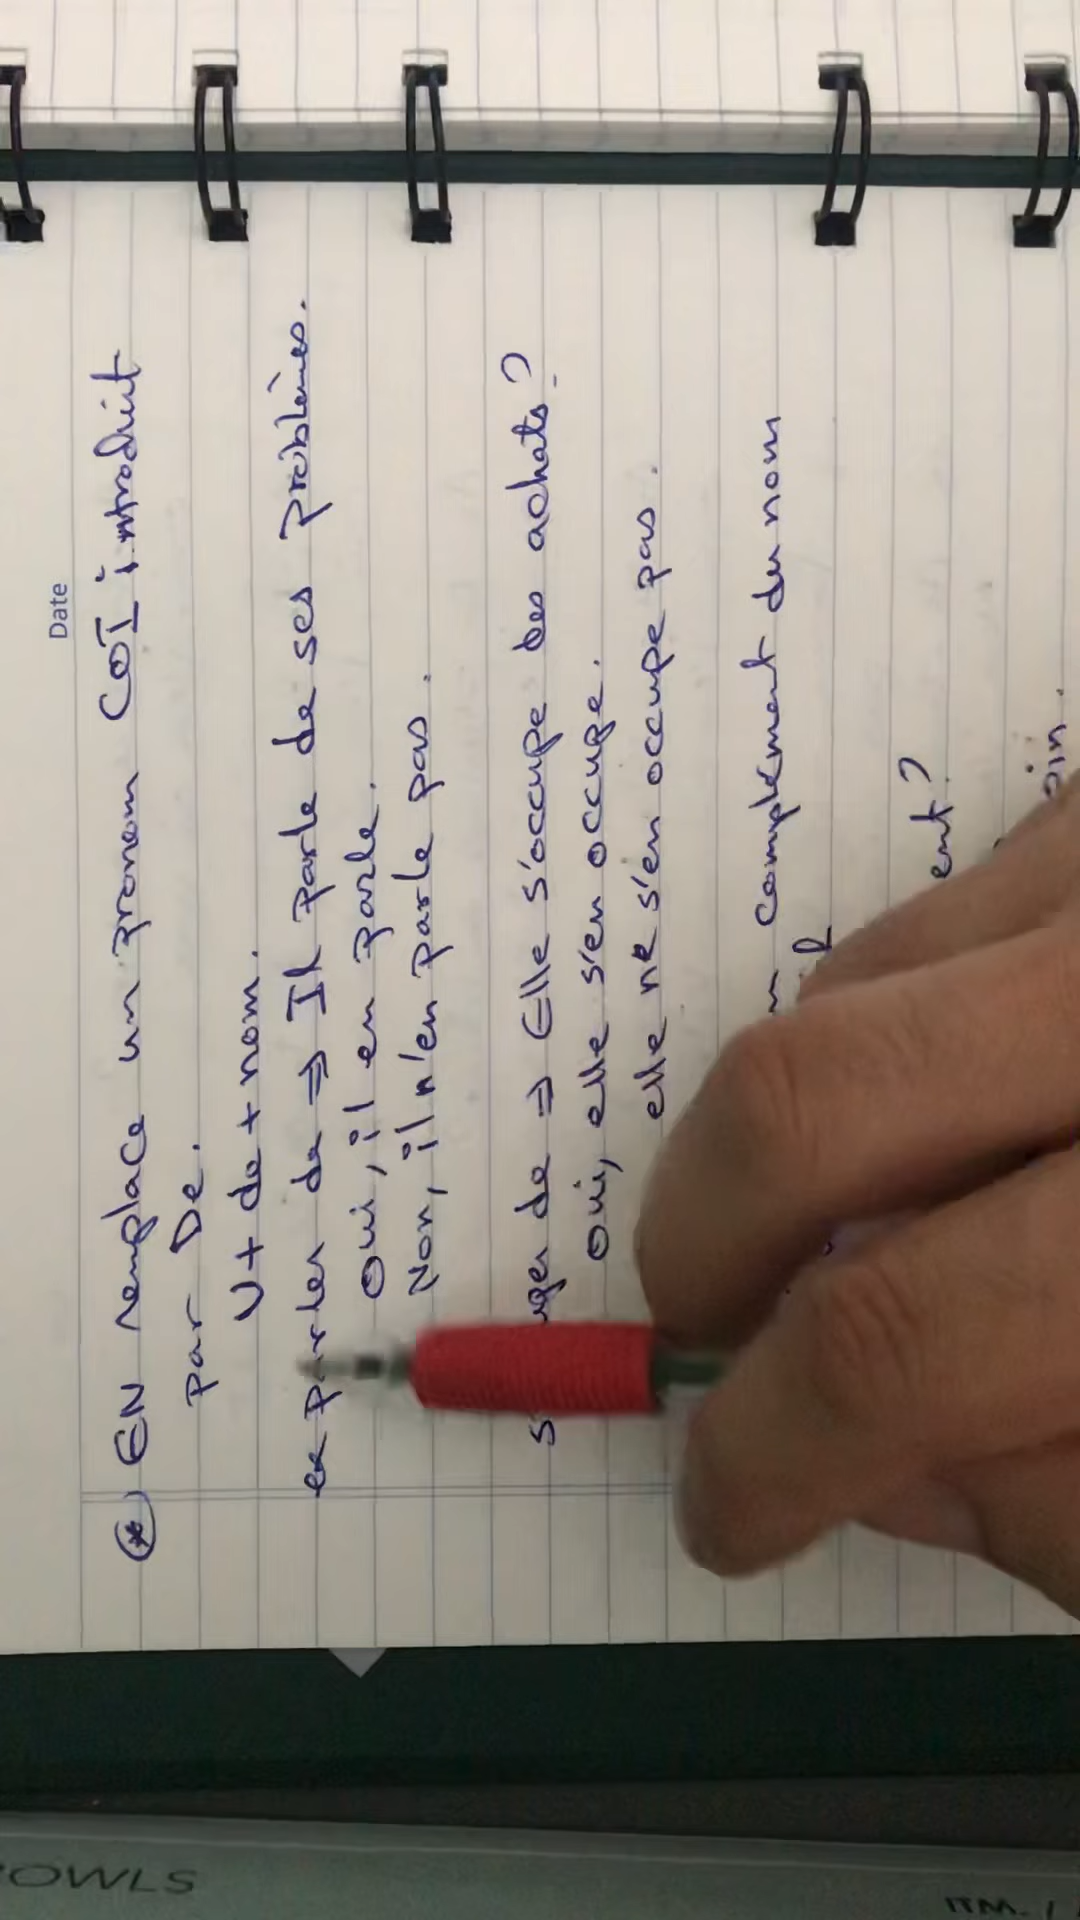 Date
* EN remplace un pronom COI introduit
par De.
V + de + nom.
ex parler de ⇒ Il parle de ses problèmes.
Oui, il en parle.
Non, il n'en parle pas.
de ⇒ Elle s'occupe des achats ?
Oui, elle s'en occupe.
elle ne s'en occupe pas.
complément du nom
OWLS
ITM.